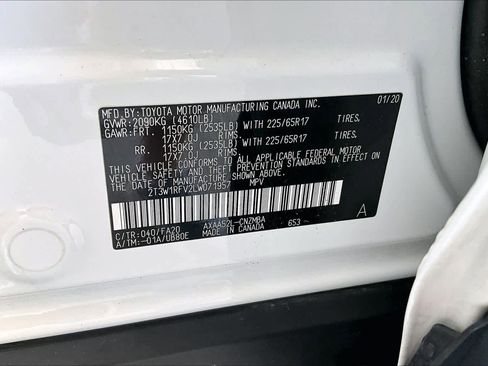 MFD.BY:TOYOTA MOTOR MANUFACTURING CANADA INC. 01/20
GVWR:2090KG (4610LB)
GAWR:FRT. 1150KG (2535LB) WITH 225/65R17 TIRES,
17X7.0J RIMS
RR. 1150KG (2535LB) WITH 225/65R17 TIRES,
17X7.0J RIMS
THIS VEHICLE CONFORMS TO ALL APPLICABLE FEDERAL MOTOR
VEHICLE SAFETY, BUMPER, AND THEFT PREVENTION STANDARDS IN EFFECT ON
THE DATE OF MANUFACTURE SHOWN ABOVE.
2T3W1RFV2LW071957 MPV
A
C/TR:040/FA20 AXAA52L-CNZMBA 653
A/TM:-01A/UB80E MADE IN CANADA